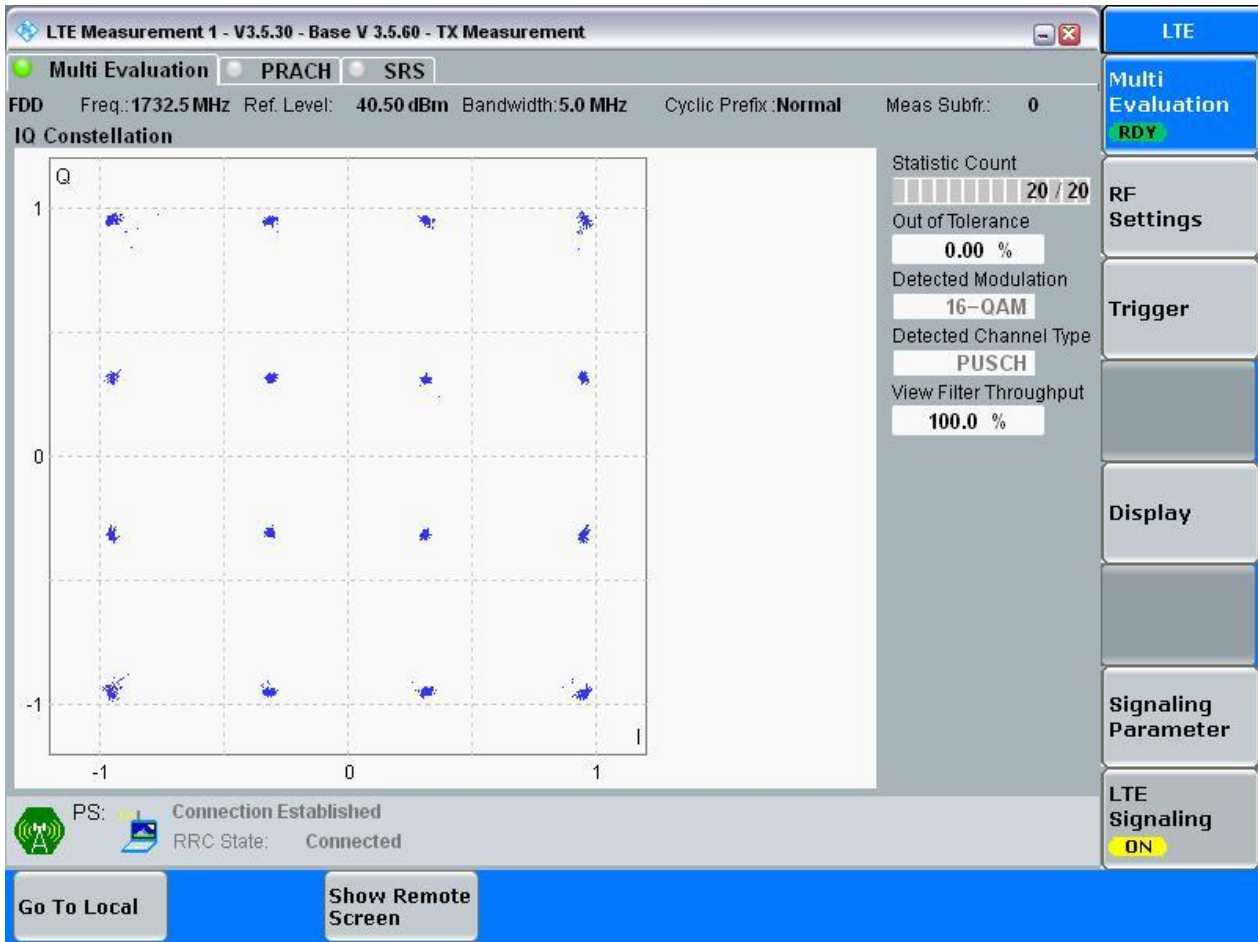 LTE Measurement 1 - V3.5.30 - Base V 3.5.60 - TX Measurement
LTE
Multi Evaluation PRACH SRS
FDD Freq.: 1732.5 MHz Ref. Level: 40.50 dBm Bandwidth: 5.0 MHz Cyclic Prefix : Normal Meas Subfr.: 0
IQ Constellation
Q
1
0
-1
-1 0 1
I
Statistic Count
20 / 20
Out of Tolerance
0.00 %
Detected Modulation
16-QAM
Detected Channel Type
PUSCH
View Filter Throughput
100.0 %
Multi
Evaluation
RDY
RF
Settings
Trigger
Display
Signaling
Parameter
LTE
Signaling
ON
PS: Connection Established
RRC State: Connected
Go To Local
Show Remote
Screen